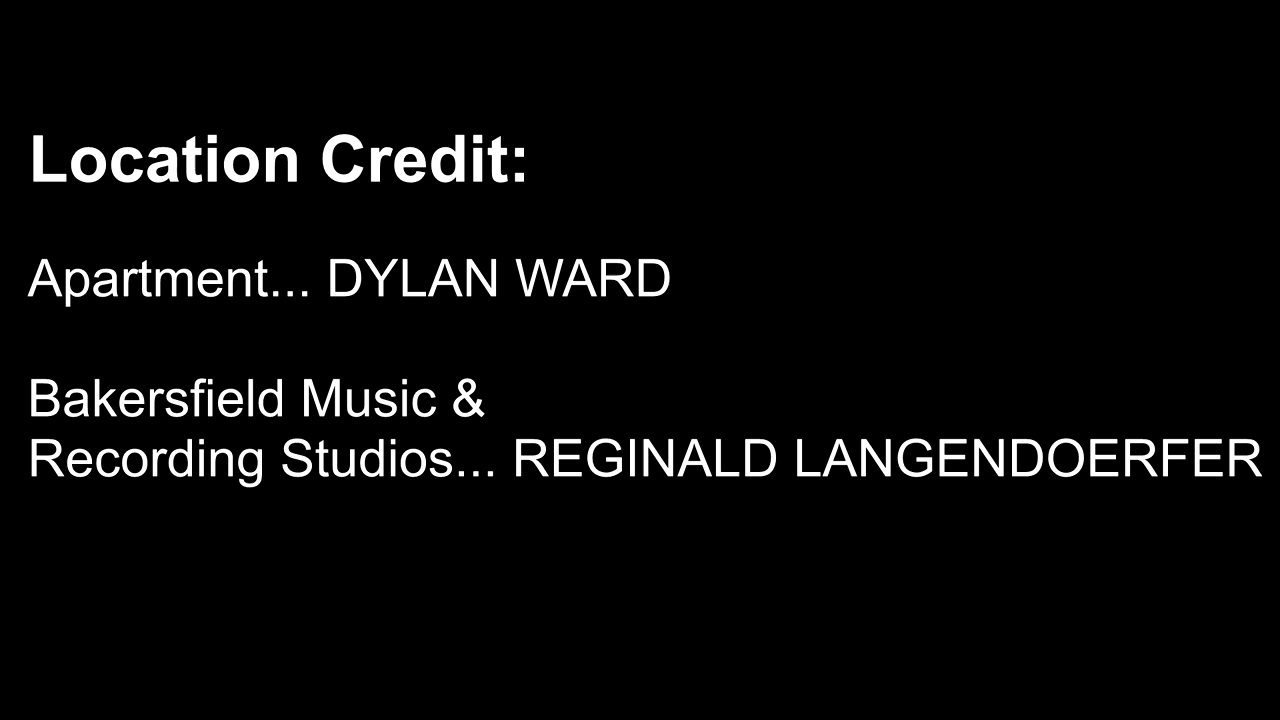 Location Credit:
Apartment... DYLAN WARD
Bakersfield Music &
Recording Studios... REGINALD LANGENDOERFER